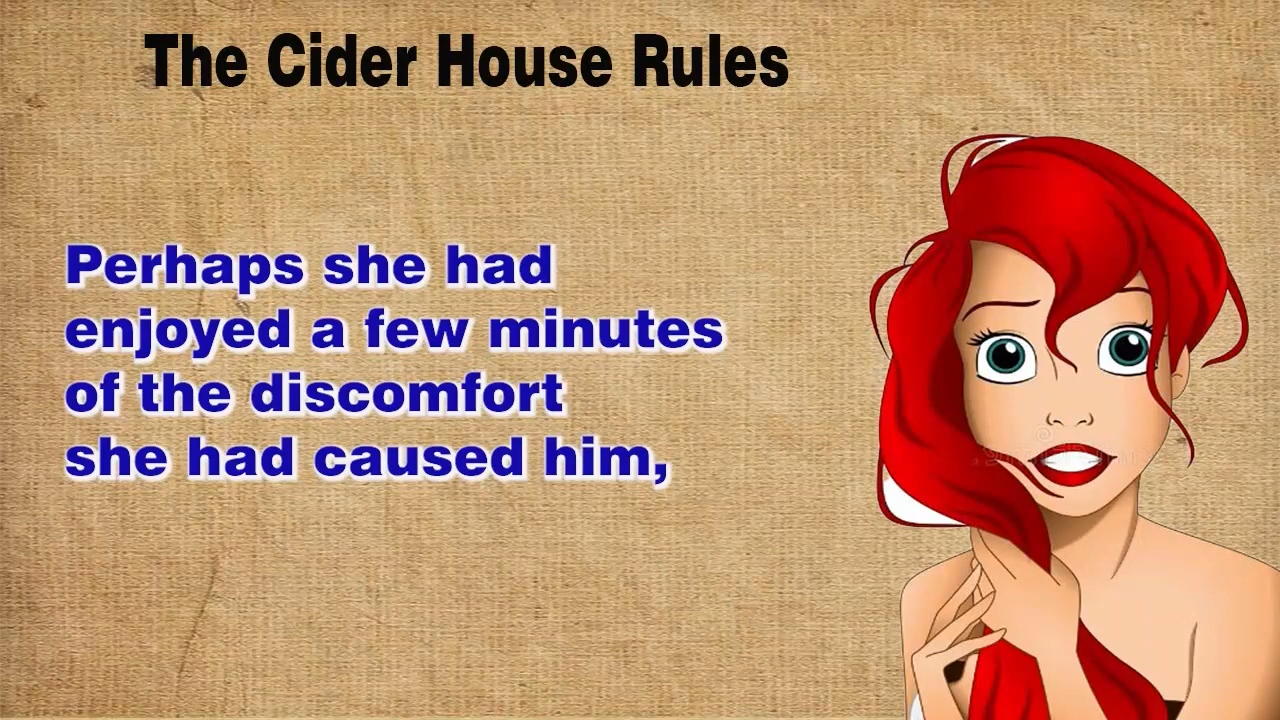 The Cider House Rules
Perhaps she had
enjoyed a few minutes
of the discomfort
she had caused him,